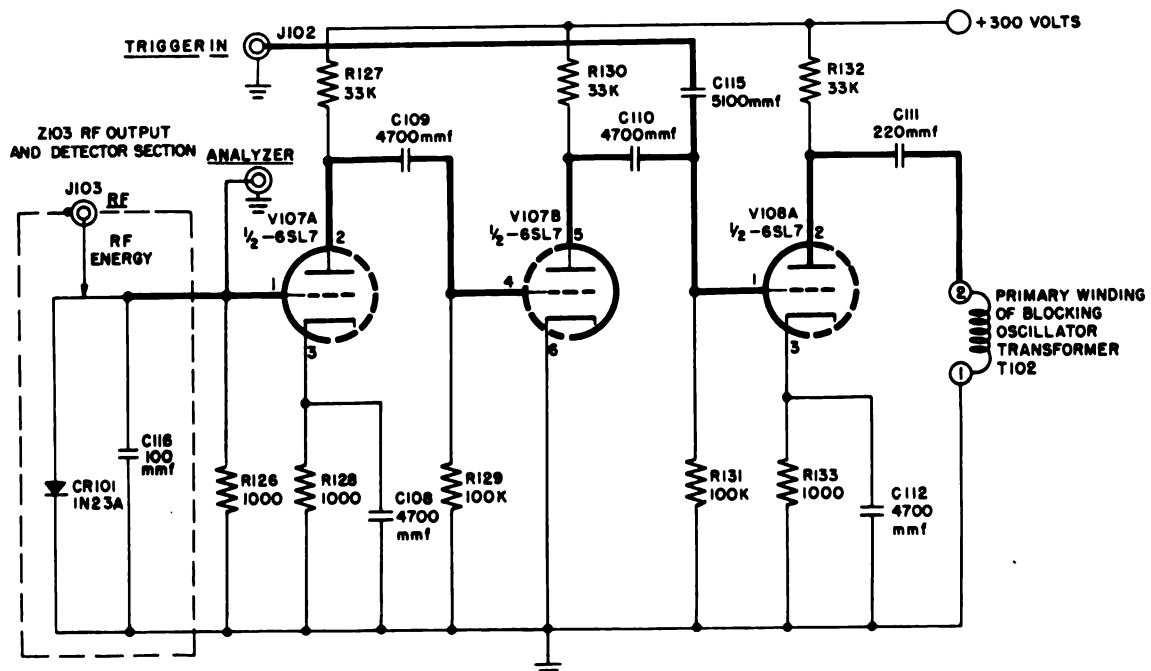 TRIGGER IN
J102
+300 VOLTS
R127
33K
R130
33K
C115
5100mmf
R132
33K
C109
4700mmf
C110
4700mmf
C111
220mmf
Z103 RF OUTPUT
AND DETECTOR SECTION
ANALYZER
J103
RF
RF
ENERGY
V107A
1/2-6SL7
2
1
3
V107B
1/2-6SL7
5
4
6
V108A
1/2-6SL7
2
1
3
2
1
PRIMARY WINDING
OF BLOCKING
OSCILLATOR
TRANSFORMER
T102
C116
100
mmf
CR101
1N23A
R126
1000
R128
1000
C108
4700
mmf
R129
100K
R131
100K
R133
1000
C112
4700
mmf